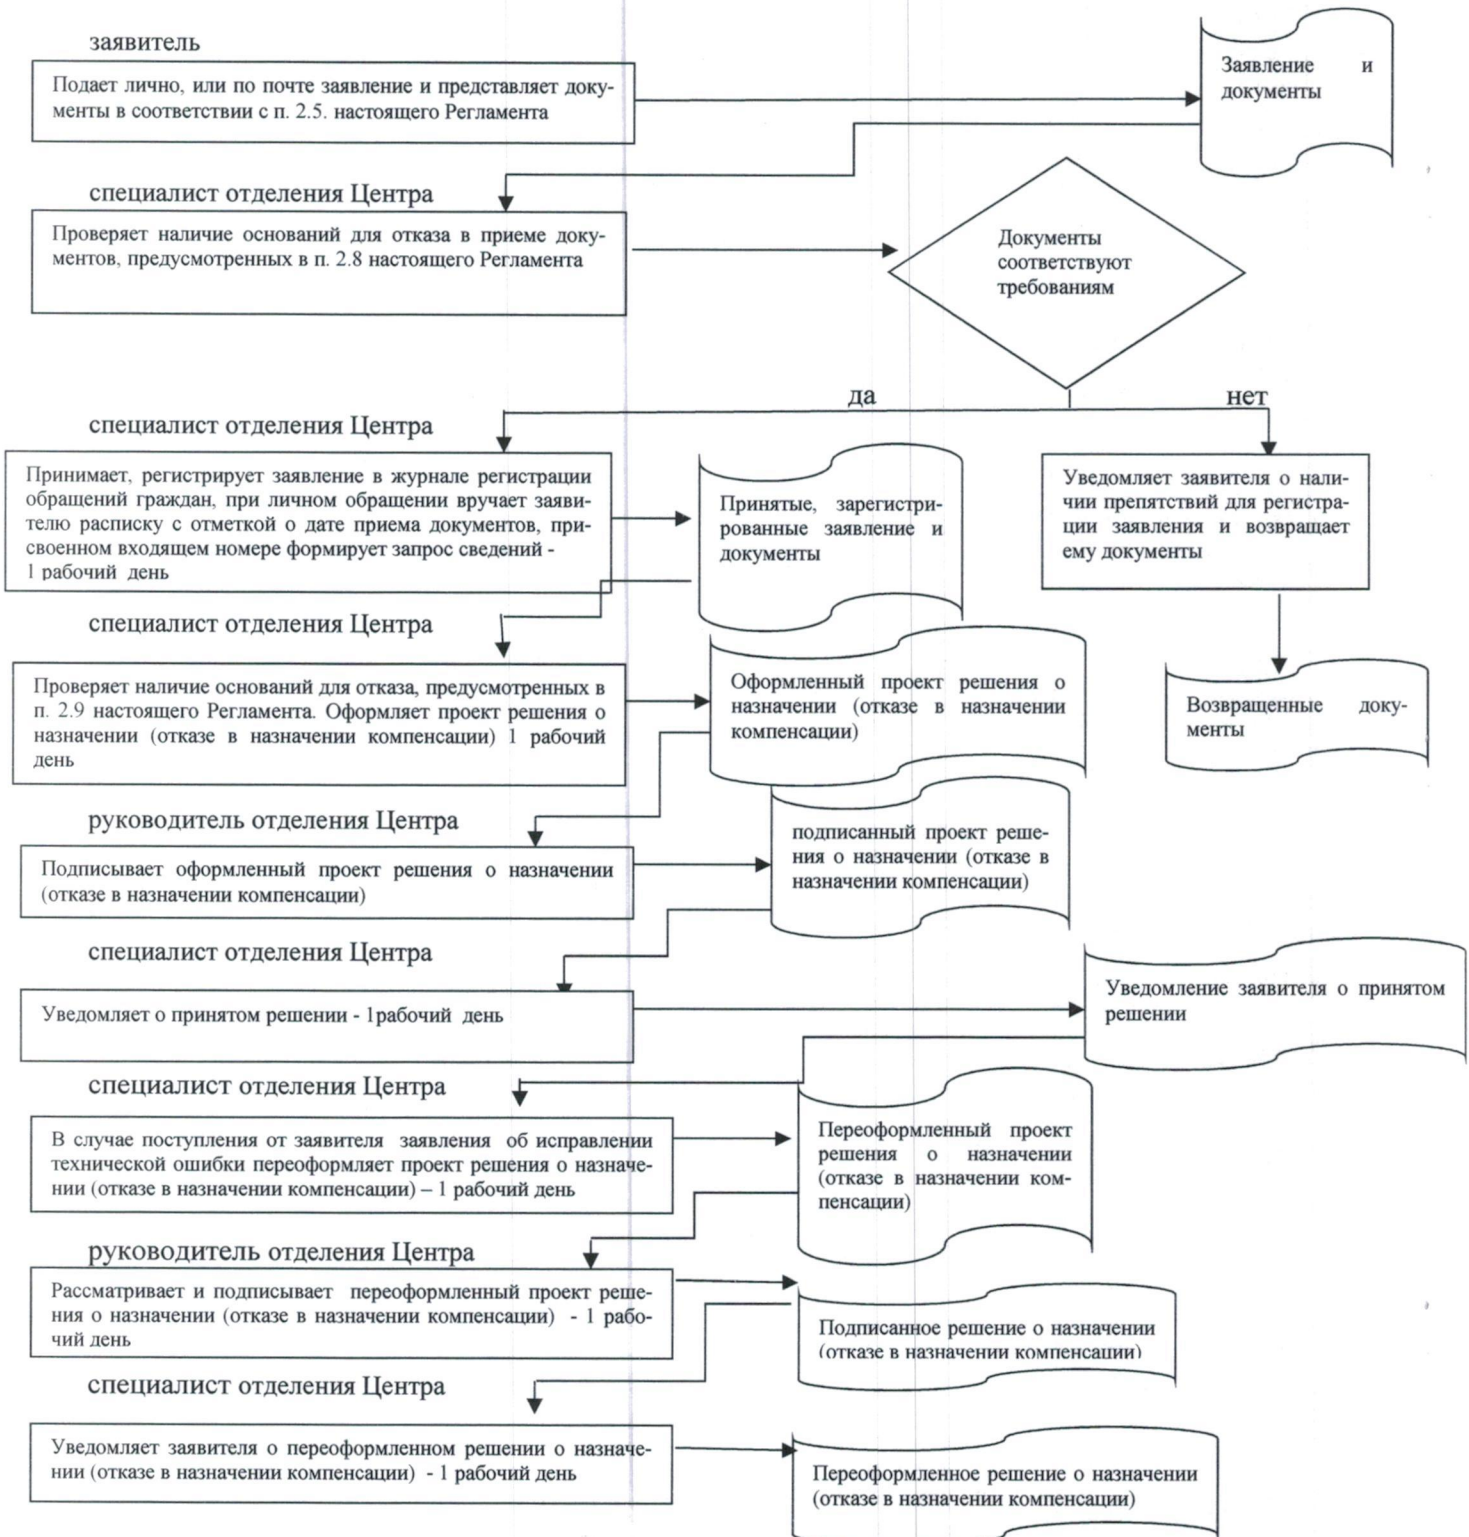 заявитель
Подает лично, или по почте заявление и представляет доку-
менты в соответствии с п. 2.5. настоящего Регламента
Заявление и
документы
специалист отделения Центра
Проверяет наличие оснований для отказа в приеме доку-
ментов, предусмотренных в п. 2.8 настоящего Регламента
Документы
соответствуют
требованиям
да
нет
специалист отделения Центра
Принимает, регистрирует заявление в журнале регистрации
обращений граждан, при личном обращении вручает заяви-
телю расписку с отметкой о дате приема документов, при-
своенном входящем номере формирует запрос сведений -
1 рабочий день
Принятые, зарегистри-
рованные заявление и
документы
Уведомляет заявителя о нали-
чии препятствий для регистра-
ции заявления и возвращает
ему документы
Возвращенные доку-
менты
специалист отделения Центра
Проверяет наличие оснований для отказа, предусмотренных в
п. 2.9 настоящего Регламента. Оформляет проект решения о
назначении (отказе в назначении компенсации) 1 рабочий
день
Оформленный проект решения о
назначении (отказе в назначении
компенсации)
руководитель отделения Центра
Подписывает оформленный проект решения о назначении
(отказе в назначении компенсации)
подписанный проект реше-
ния о назначении (отказе в
назначении компенсации)
специалист отделения Центра
Уведомляет о принятом решении - 1рабочий день
Уведомление заявителя о принятом
решении
специалист отделения Центра
В случае поступления от заявителя заявления об исправлении
технической ошибки переоформляет проект решения о назначе-
нии (отказе в назначении компенсации) – 1 рабочий день
Переоформленный проект
решения о назначении
(отказе в назначении ком-
пенсации)
руководитель отделения Центра
Рассматривает и подписывает переоформленный проект реше-
ния о назначении (отказе в назначении компенсации) - 1 рабо-
чий день
Подписанное решение о назначении
(отказе в назначении компенсации)
специалист отделения Центра
Уведомляет заявителя о переоформленном решении о назначе-
нии (отказе в назначении компенсации) - 1 рабочий день
Переоформленное решение о назначении
(отказе в назначении компенсации)